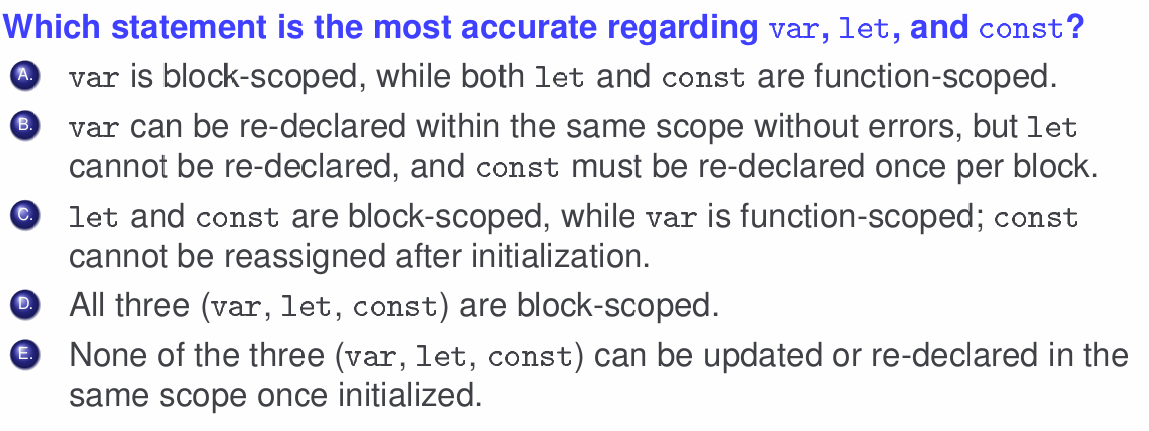 Which statement is the most accurate regarding var, let, and const?
A. var is block-scoped, while both let and const are function-scoped.
B. var can be re-declared within the same scope without errors, but let
cannot be re-declared, and const must be re-declared once per block.
C. let and const are block-scoped, while var is function-scoped; const
cannot be reassigned after initialization.
D. All three (var, let, const) are block-scoped.
E. None of the three (var, let, const) can be updated or re-declared in the
same scope once initialized.